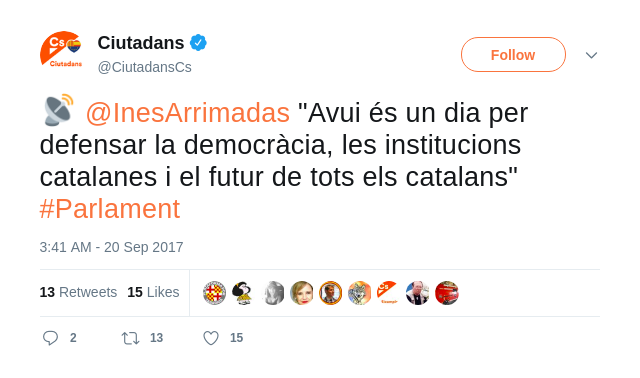 Cs
Ciutadans
Ciutadans
@CiutadansCs
Follow
@InesArrimadas "Avui és un dia per
defensar la democràcia, les institucions
catalanes i el futur de tots els catalans"
#Parlament
3:41 AM - 20 Sep 2017
13 Retweets 15 Likes
2 13 15